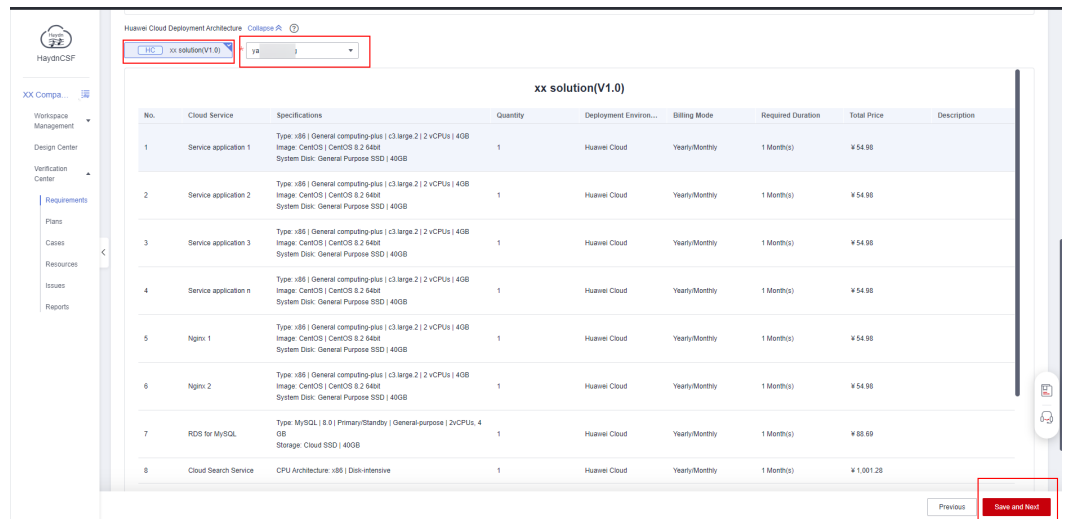 Huawei Cloud Deployment Architecture Collapse
HC xx solution(V1.0)
* ya
Haydn
HaydnCSF
XX Compa...
Workspace
Management
Design Center
Verification
Center
Requirements
Plans
Cases
Resources
Issues
Reports
xx solution(V1.0)
No. Cloud Service Specifications Quantity Deployment Environ... Billing Mode Required Duration Total Price Description
Type: x86 | General computing-plus | c3.large.2 | 2 vCPUs | 4GB
1 Service application 1 Image: CentOS | CentOS 8.2 64bit 1 Huawei Cloud Yearly/Monthly 1 Month(s) ¥ 54.98
System Disk: General Purpose SSD | 40GB
Type: x86 | General computing-plus | c3.large.2 | 2 vCPUs | 4GB
2 Service application 2 Image: CentOS | CentOS 8.2 64bit 1 Huawei Cloud Yearly/Monthly 1 Month(s) ¥ 54.98
System Disk: General Purpose SSD | 40GB
Type: x86 | General computing-plus | c3.large.2 | 2 vCPUs | 4GB
3 Service application 3 Image: CentOS | CentOS 8.2 64bit 1 Huawei Cloud Yearly/Monthly 1 Month(s) ¥ 54.98
System Disk: General Purpose SSD | 40GB
Type: x86 | General computing-plus | c3.large.2 | 2 vCPUs | 4GB
4 Service application n Image: CentOS | CentOS 8.2 64bit 1 Huawei Cloud Yearly/Monthly 1 Month(s) ¥ 54.98
System Disk: General Purpose SSD | 40GB
Type: x86 | General computing-plus | c3.large.2 | 2 vCPUs | 4GB
5 Nginx 1 Image: CentOS | CentOS 8.2 64bit 1 Huawei Cloud Yearly/Monthly 1 Month(s) ¥ 54.98
System Disk: General Purpose SSD | 40GB
Type: x86 | General computing-plus | c3.large.2 | 2 vCPUs | 4GB
6 Nginx 2 Image: CentOS | CentOS 8.2 64bit 1 Huawei Cloud Yearly/Monthly 1 Month(s) ¥ 54.98
System Disk: General Purpose SSD | 40GB
Type: MySQL | 8.0 | Primary/Standby | General-purpose | 2vCPUs, 4
7 RDS for MySQL GB 1 Huawei Cloud Yearly/Monthly 1 Month(s) ¥ 88.69
Storage: Cloud SSD | 40GB
8 Cloud Search Service CPU Architecture: x86 | Disk-intensive 1 Huawei Cloud Yearly/Monthly 1 Month(s) ¥ 1,001.28
Previous Save and Next